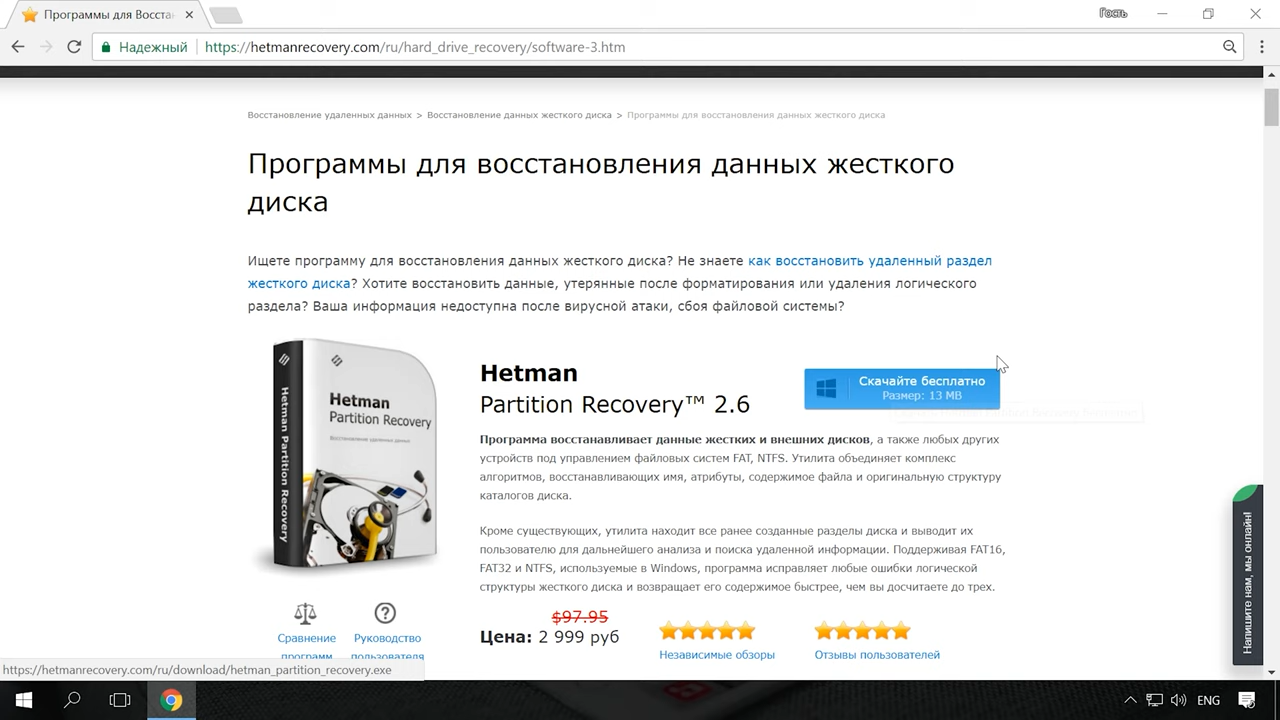 Программы для Восста
Гость
Надежный
https://hetmanrecovery.com/ru/hard_drive_recovery/software-3.htm
Восстановление удаленных данных > Восстановление данных жесткого диска > Программы для восстановления данных жесткого диска
Программы для восстановления данных жесткого
диска
Ищете программу для восстановления данных жесткого диска? Не знаете как восстановить удаленный раздел
жесткого диска? Хотите восстановить данные, утерянные после форматирования или удаления логического
раздела? Ваша информация недоступна после вирусной атаки, сбоя файловой системы?
Hetman Partition Recovery
Hetman
Partition Recovery
Восстановление удаленных данных
Hetman
Partition Recovery™ 2.6
Скачайте бесплатно
Размер: 13 MB
Программа восстанавливает данные жестких и внешних дисков, а также любых других
устройств под управлением файловых систем FAT, NTFS. Утилита объединяет комплекс
алгоритмов, восстанавливающих имя, атрибуты, содержимое файла и оригинальную структуру
каталогов диска.
Кроме существующих, утилита находит все ранее созданные разделы диска и выводит их
пользователю для дальнейшего анализа и поиска удаленной информации. Поддерживая FAT16,
FAT32 и NTFS, используемые в Windows, программа исправляет любые ошибки логической
структуры жесткого диска и возвращает его содержимое быстрее, чем вы досчитаете до трех.
$97.95
Цена: 2 999 руб
Независимые обзоры
Отзывы пользователей
Сравнение
программ
Руководство
пользователя
Напишите нам, мы онлайн!
https://hetmanrecovery.com/ru/download/hetman_partition_recovery.exe
ENG